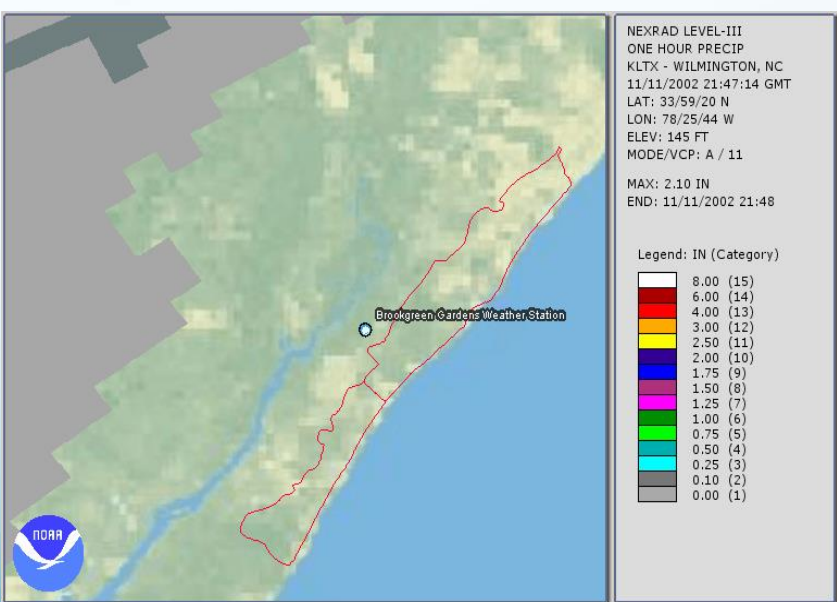 NEXRAD LEVEL-III
ONE HOUR PRECIP
KLTX - WILMINGTON, NC
11/11/2002 21:47:14 GMT
LAT: 33/59/20 N
LON: 78/25/44 W
ELEV: 145 FT
MODE/VCP: A / 11
MAX: 2.10 IN
END: 11/11/2002 21:48
Legend: IN (Category)
8.00 (15)
6.00 (14)
4.00 (13)
3.00 (12)
2.50 (11)
2.00 (10)
1.75 (9)
1.50 (8)
1.25 (7)
1.00 (6)
0.75 (5)
0.50 (4)
0.25 (3)
0.10 (2)
0.00 (1)
Brookgreen Gardens Weather Station
NOAA